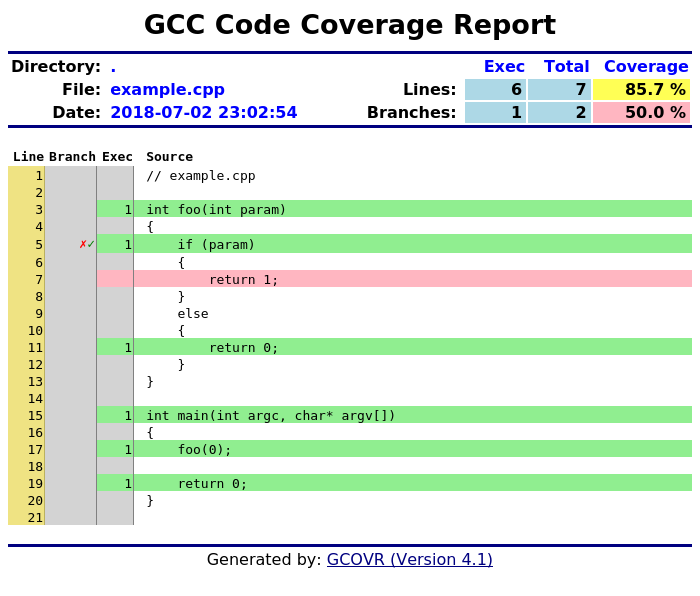 GCC Code Coverage Report
Directory: . Exec Total Coverage
File: example.cpp Lines: 6 7 85.7 %
Date: 2018-07-02 23:02:54 Branches: 1 2 50.0 %
Line Branch Exec Source
1 // example.cpp
2
3 1 int foo(int param)
4 {
5 ✗✓ 1 if (param)
6 {
7 return 1;
8 }
9 else
10 {
11 1 return 0;
12 }
13 }
14
15 1 int main(int argc, char* argv[])
16 {
17 1 foo(0);
18
19 1 return 0;
20 }
21
Generated by: GCOVR (Version 4.1)